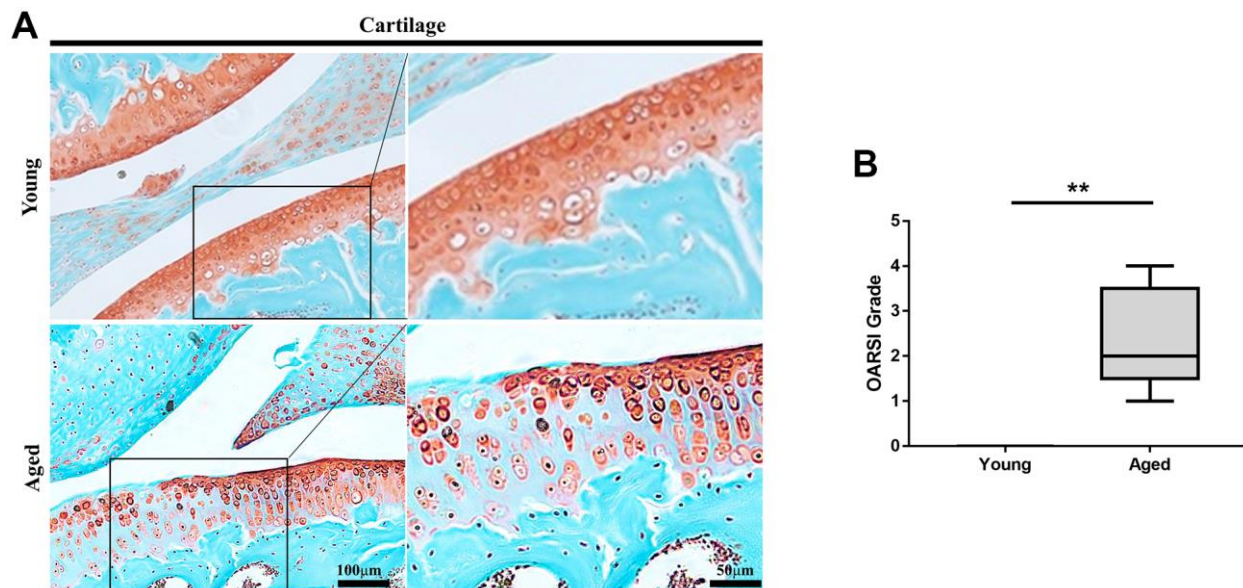 A
Cartilage
Young
Aged
100μm
50μm
B
**
OARSI Grade
5
4
3
2
1
0
Young
Aged